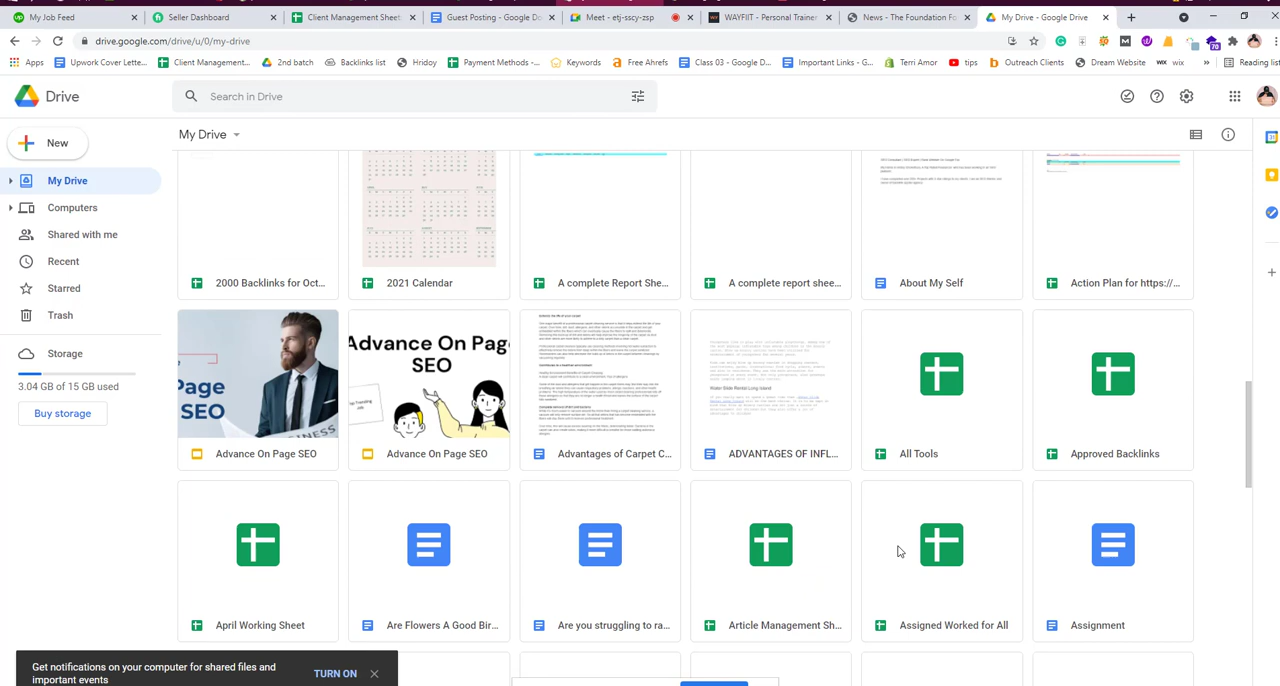 My Job Feed
Seller Dashboard
Client Management Sheet
Guest Posting - Google Do
Meet - etj-sscy-zsp
WAYFIIT - Personal Trainer
News - The Foundation Fo
My Drive - Google Drive
drive.google.com/drive/u/0/my-drive
70
Apps
Upwork Cover Lette...
Client Management...
2nd batch
Backlinks list
Hridoy
Payment Methods -...
Keywords
Free Ahrefs
Class 03 - Google D...
Important Links - G...
Terri Amor
tips
Outreach Clients
Dream Website
wix
»
Reading list
Drive
Search in Drive
New
My Drive
My Drive
Computers
Shared with me
Recent
Starred
Trash
Storage
Buy storage
2000 Backlinks for Oct...
2021 Calendar
A complete Report She...
A complete report shee...
About My Self
Action Plan for https://...
Page
SEO
BUSINESS
Advance On Page
SEO
Advance On Page SEO
Advance On Page SEO
Advantages of Carpet C...
ADVANTAGES OF INFL...
All Tools
Approved Backlinks
April Working Sheet
Are Flowers A Good Bir...
Are you struggling to ra...
Article Management Sh...
Assigned Worked for All
Assignment
Get notifications on your computer for shared files and
important events
TURN ON